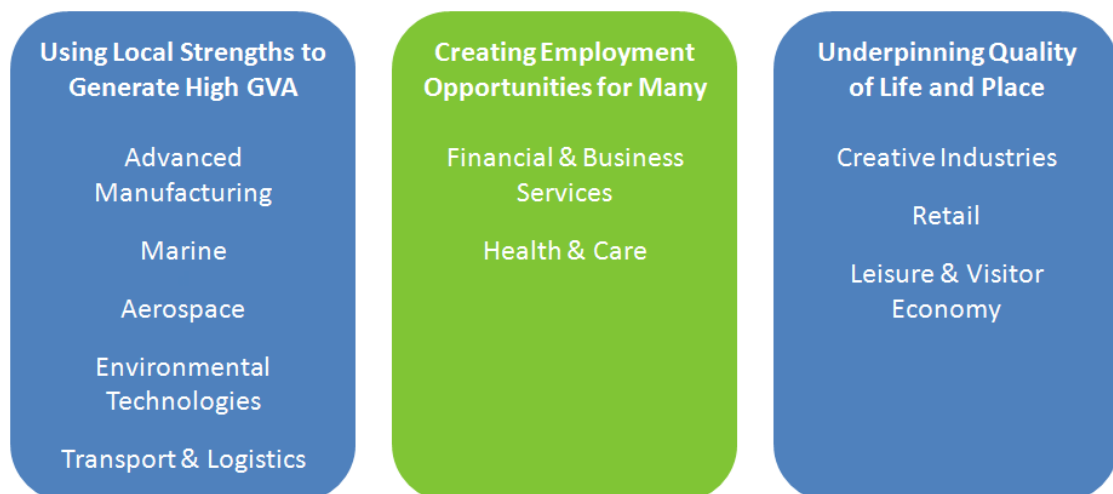 Using Local Strengths to
Generate High GVA
Advanced
Manufacturing
Marine
Aerospace
Environmental
Technologies
Transport & Logistics
Creating Employment
Opportunities for Many
Financial & Business
Services
Health & Care
Underpinning Quality
of Life and Place
Creative Industries
Retail
Leisure & Visitor
Economy